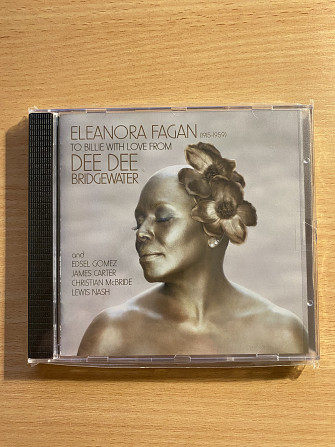 ELEANORA FAGAN (1915-1959)
TO BILLIE WITH LOVE FROM
DEE DEE
BRIDGEWATER
and
EDSEL GOMEZ
JAMES CARTER
CHRISTIAN McBRIDE
LEWIS NASH